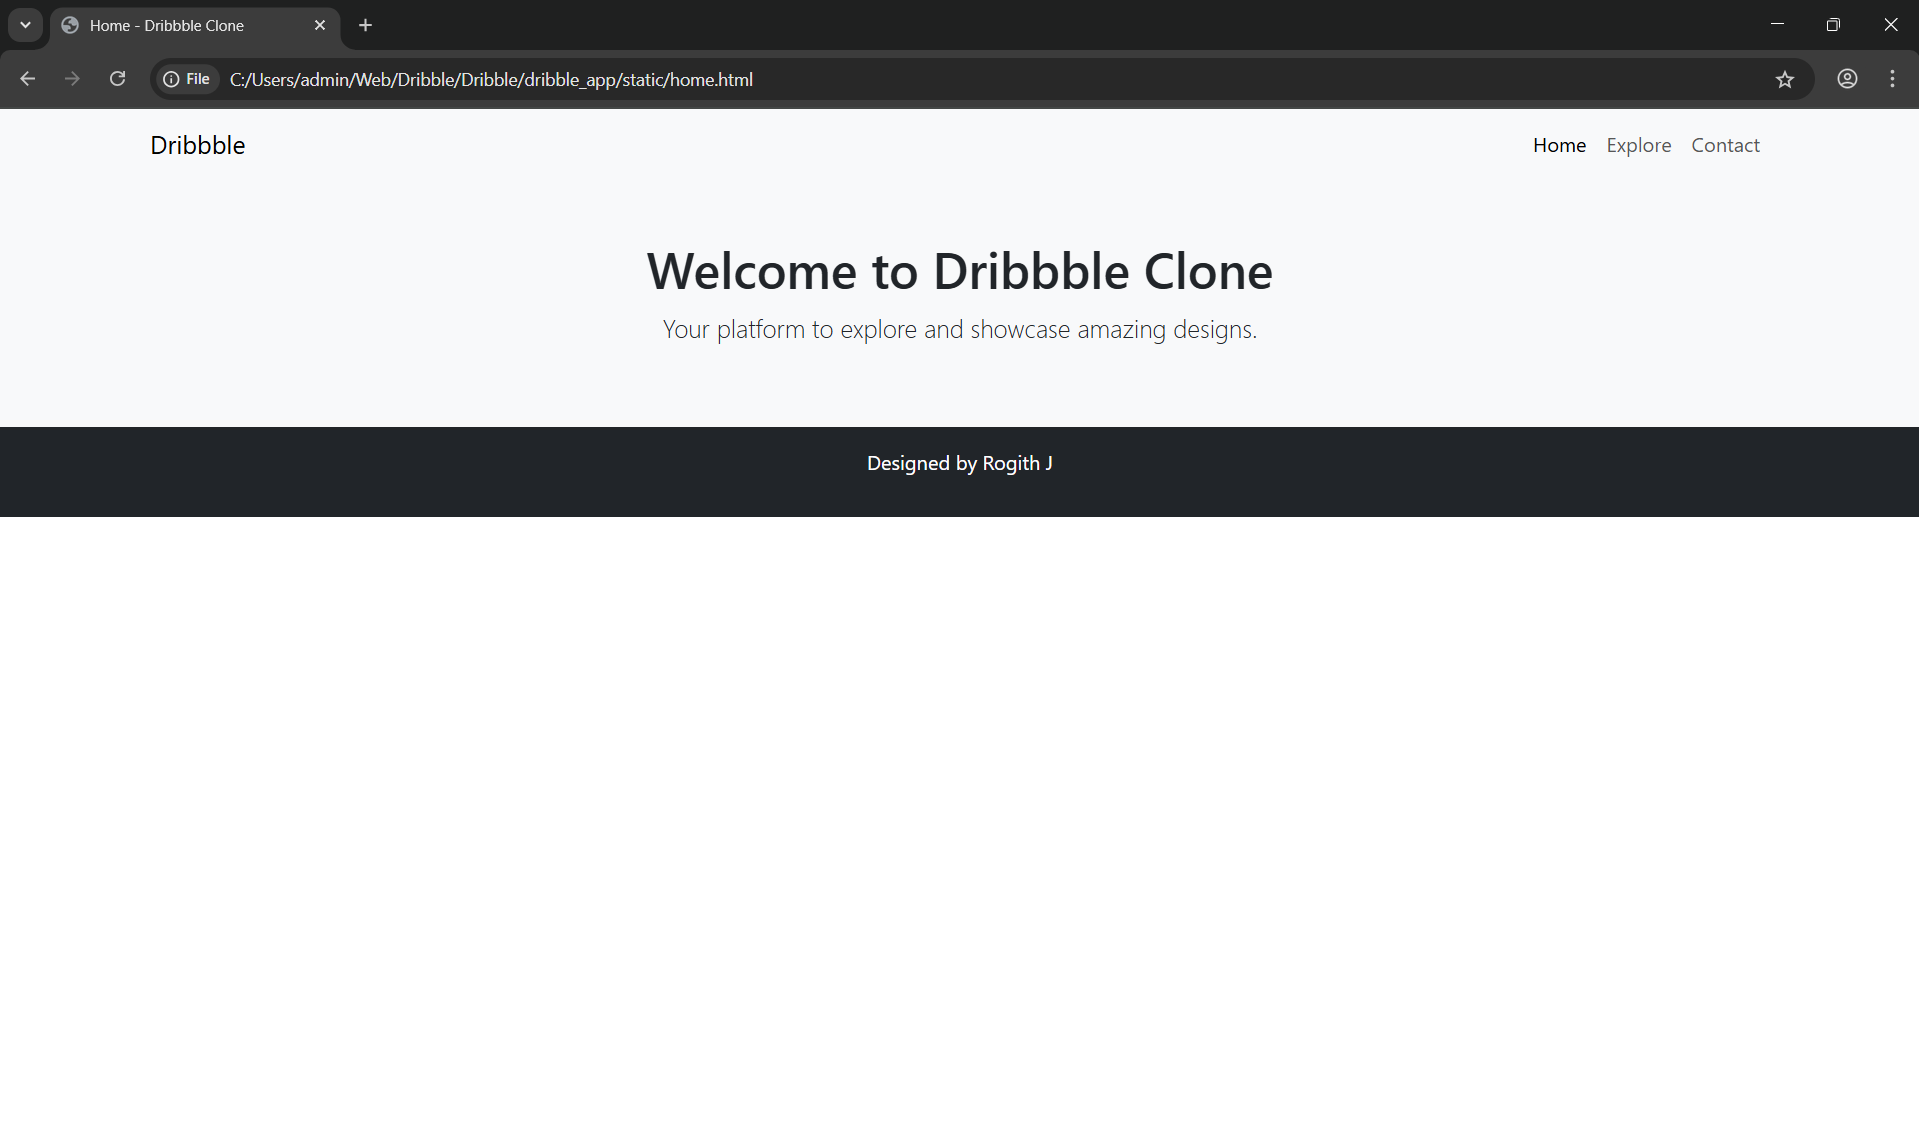 Home - Dribbble Clone
File
C:/Users/admin/Web/Dribble/Dribble/dribble_app/static/home.html
Dribbble
Home Explore Contact
Welcome to Dribbble Clone
Your platform to explore and showcase amazing designs.
Designed by Rogith J